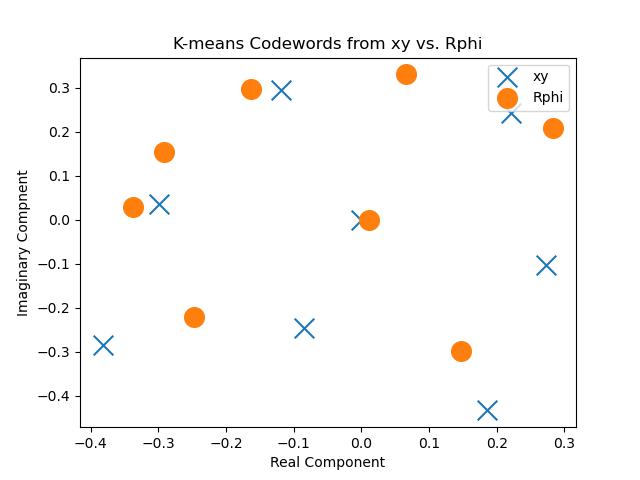 K-means Codewords from xy vs. Rphi
xy
Rphi
0.3
0.2
0.1
0.0
−0.1
−0.2
−0.3
−0.4
Imaginary Compnent
−0.4 −0.3 −0.2 −0.1 0.0 0.1 0.2 0.3
Real Component